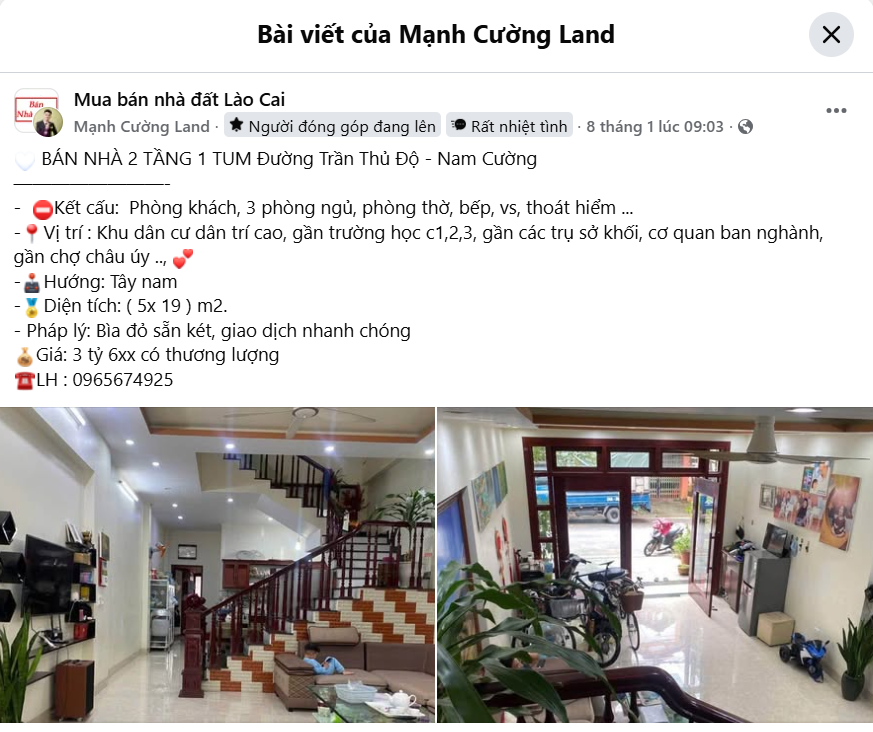 Bài viết của Mạnh Cường Land
Bán
Nhà
Mua bán nhà đất Lào Cai
Mạnh Cường Land · Người đóng góp đang lên Rất nhiệt tình · 8 tháng 1 lúc 09:03 ·
🤍 BÁN NHÀ 2 TẦNG 1 TUM Đường Trần Thủ Độ - Nam Cường
————————-
- ⛔Kết cấu: Phòng khách, 3 phòng ngủ, phòng thờ, bếp, vs, thoát hiểm ...
-📍Vị trí : Khu dân cư dân trí cao, gần trường học c1,2,3, gần các trụ sở khối, cơ quan ban nghành,
gần chợ châu úy .., 💕
-🕹️Hướng: Tây nam
-🏅Diện tích: ( 5x 19 ) m2.
- Pháp lý: Bìa đỏ sẵn két, giao dịch nhanh chóng
💰Giá: 3 tỷ 6xx có thương lượng
☎️LH : 0965674925